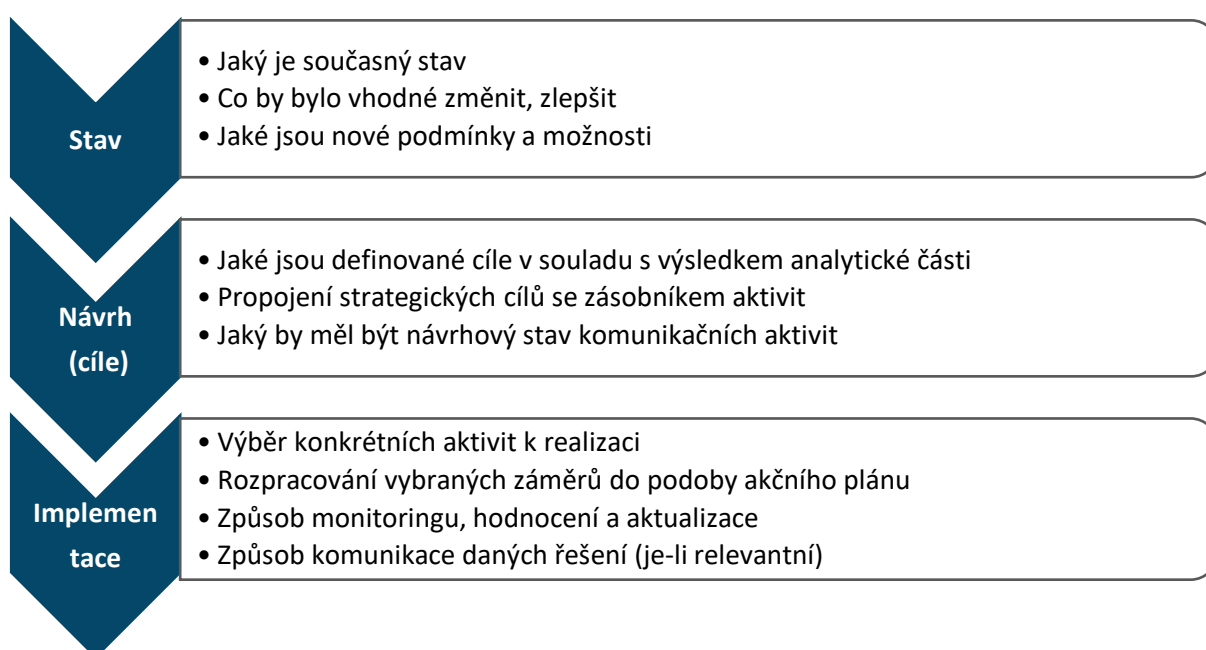 Stav
• Jaký je současný stav
• Co by bylo vhodné změnit, zlepšit
• Jaké jsou nové podmínky a možnosti
Návrh
(cíle)
• Jaké jsou definované cíle v souladu s výsledkem analytické části
• Propojení strategických cílů se zásobníkem aktivit
• Jaký by měl být návrhový stav komunikačních aktivit
Implemen
tace
• Výběr konkrétních aktivit k realizaci
• Rozpracování vybraných záměrů do podoby akčního plánu
• Způsob monitoringu, hodnocení a aktualizace
• Způsob komunikace daných řešení (je-li relevantní)